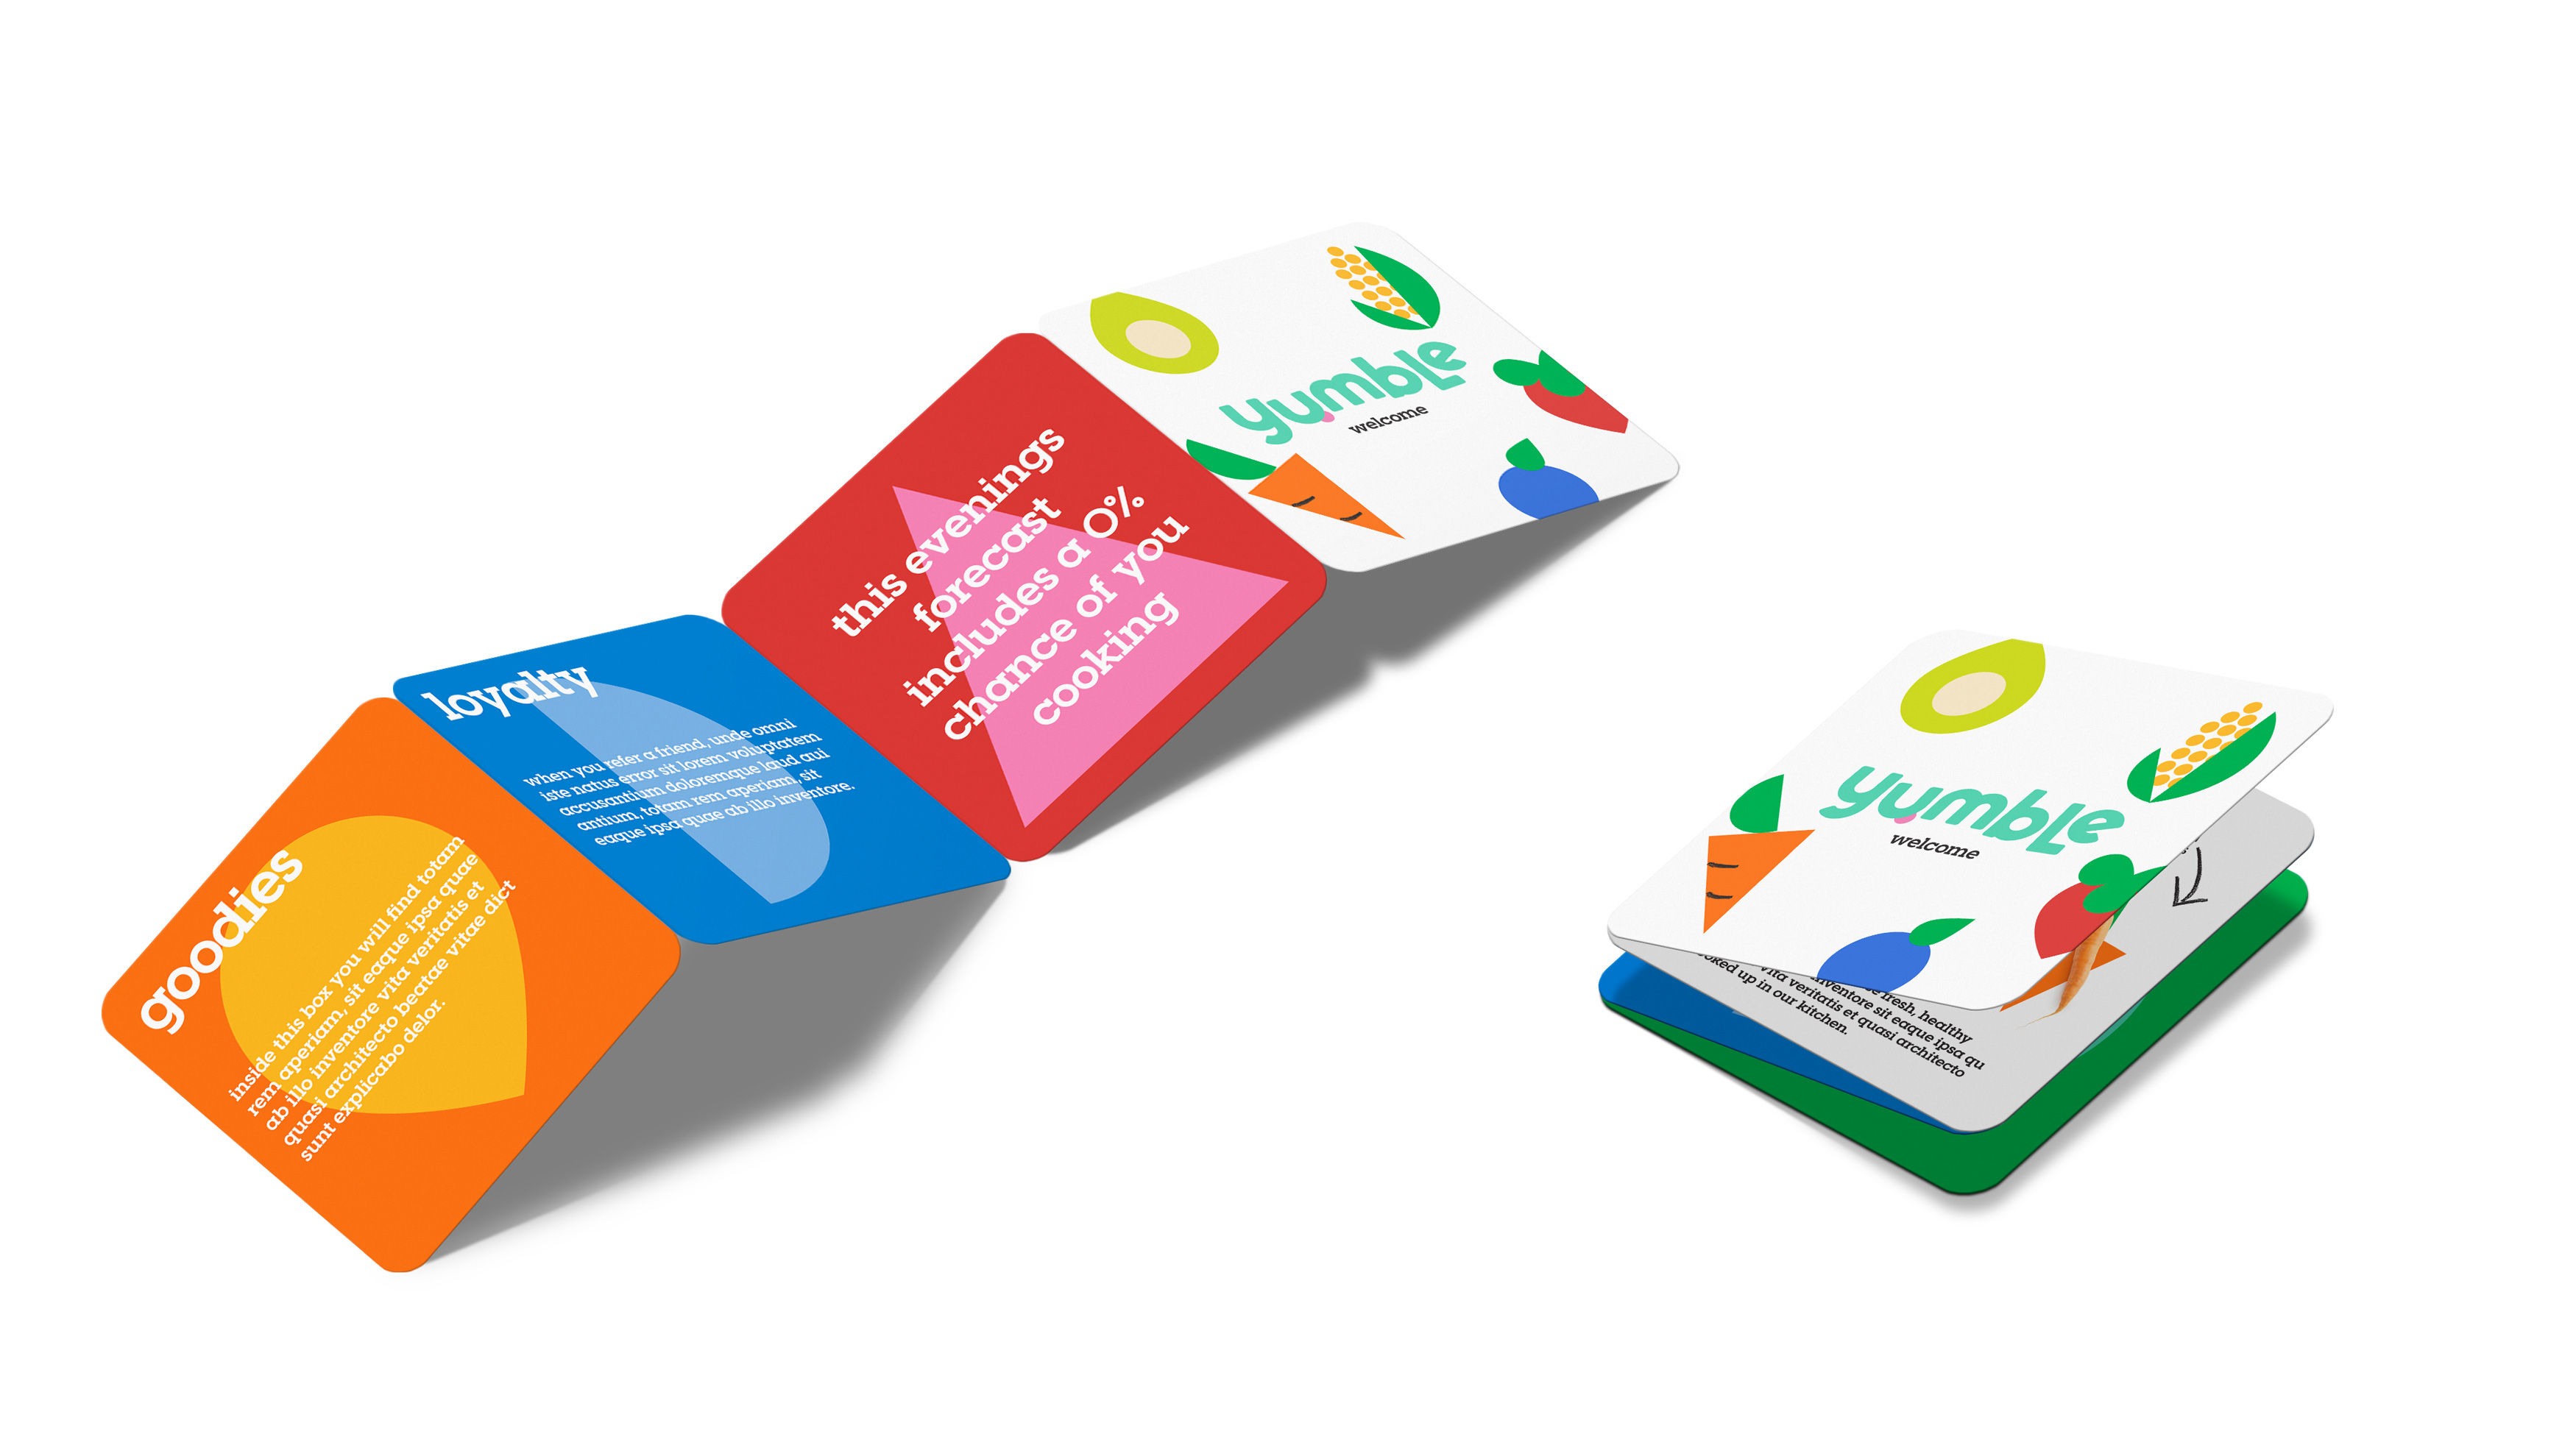 goodies
inside this box you will find totam
rem aperiam, sit eaque ipsa quae
ab illo inventore vita veritatis et
quasi architecto beatae vitae dict
sunt explicabo delor.
loyalty
when you refer a friend, unde omni
iste natus error sit lorem voluptatem
accusantium doloremque laud aui
antium, totam rem aperiam, sit
eaque ipsa quae ab illo inventore.
this evenings
forecast
includes a 0%
chance of you
cooking
yumble
welcome
yumble
welcome
fresh, healthy
inventore sit eaque ipsa qu
vita veritatis et quasi architecto
up in our kitchen.